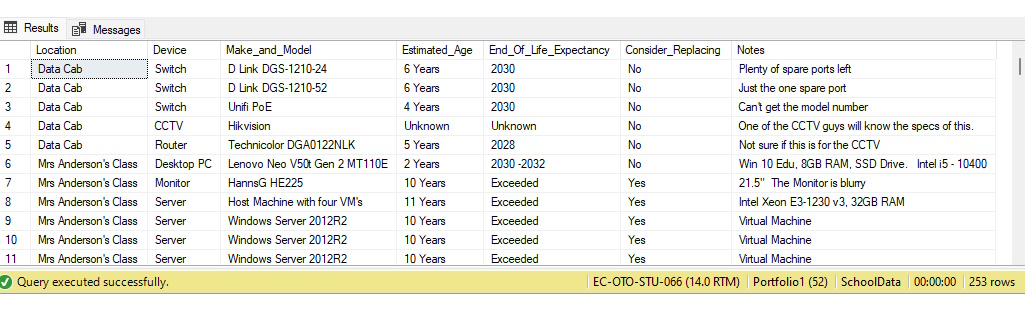 Results Messages
Location Device Make_and_Model Estimated_Age End_Of_Life_Expectancy Consider_Replacing Notes
1 Data Cab Switch D Link DGS-1210-24 6 Years 2030 No Plenty of spare ports left
2 Data Cab Switch D Link DGS-1210-52 6 Years 2030 No Just the one spare port
3 Data Cab Switch Unifi PoE 4 Years 2030 No Can't get the model number
4 Data Cab CCTV Hikvision Unknown Unknown No One of the CCTV guys will know the specs of this.
5 Data Cab Router Technicolor DGA0122NLK 5 Years 2028 No Not sure if this is for the CCTV
6 Mrs Anderson's Class Desktop PC Lenovo Neo V50t Gen 2 MT110E 2 Years 2030 -2032 No Win 10 Edu, 8GB RAM, SSD Drive. Intel i5 - 10400
7 Mrs Anderson's Class Monitor HannsG HE225 10 Years Exceeded Yes 21.5" The Monitor is blurry
8 Mrs Anderson's Class Server Host Machine with four VM's 11 Years Exceeded Yes Intel Xeon E3-1230 v3, 32GB RAM
9 Mrs Anderson's Class Server Windows Server 2012R2 10 Years Exceeded Yes Virtual Machine
10 Mrs Anderson's Class Server Windows Server 2012R2 10 Years Exceeded Yes Virtual Machine
11 Mrs Anderson's Class Server Windows Server 2012R2 10 Years Exceeded Yes Virtual Machine
Query executed successfully. EC-OTO-STU-066 (14.0 RTM) Portfolio1 (52) SchoolData 00:00:00 253 rows